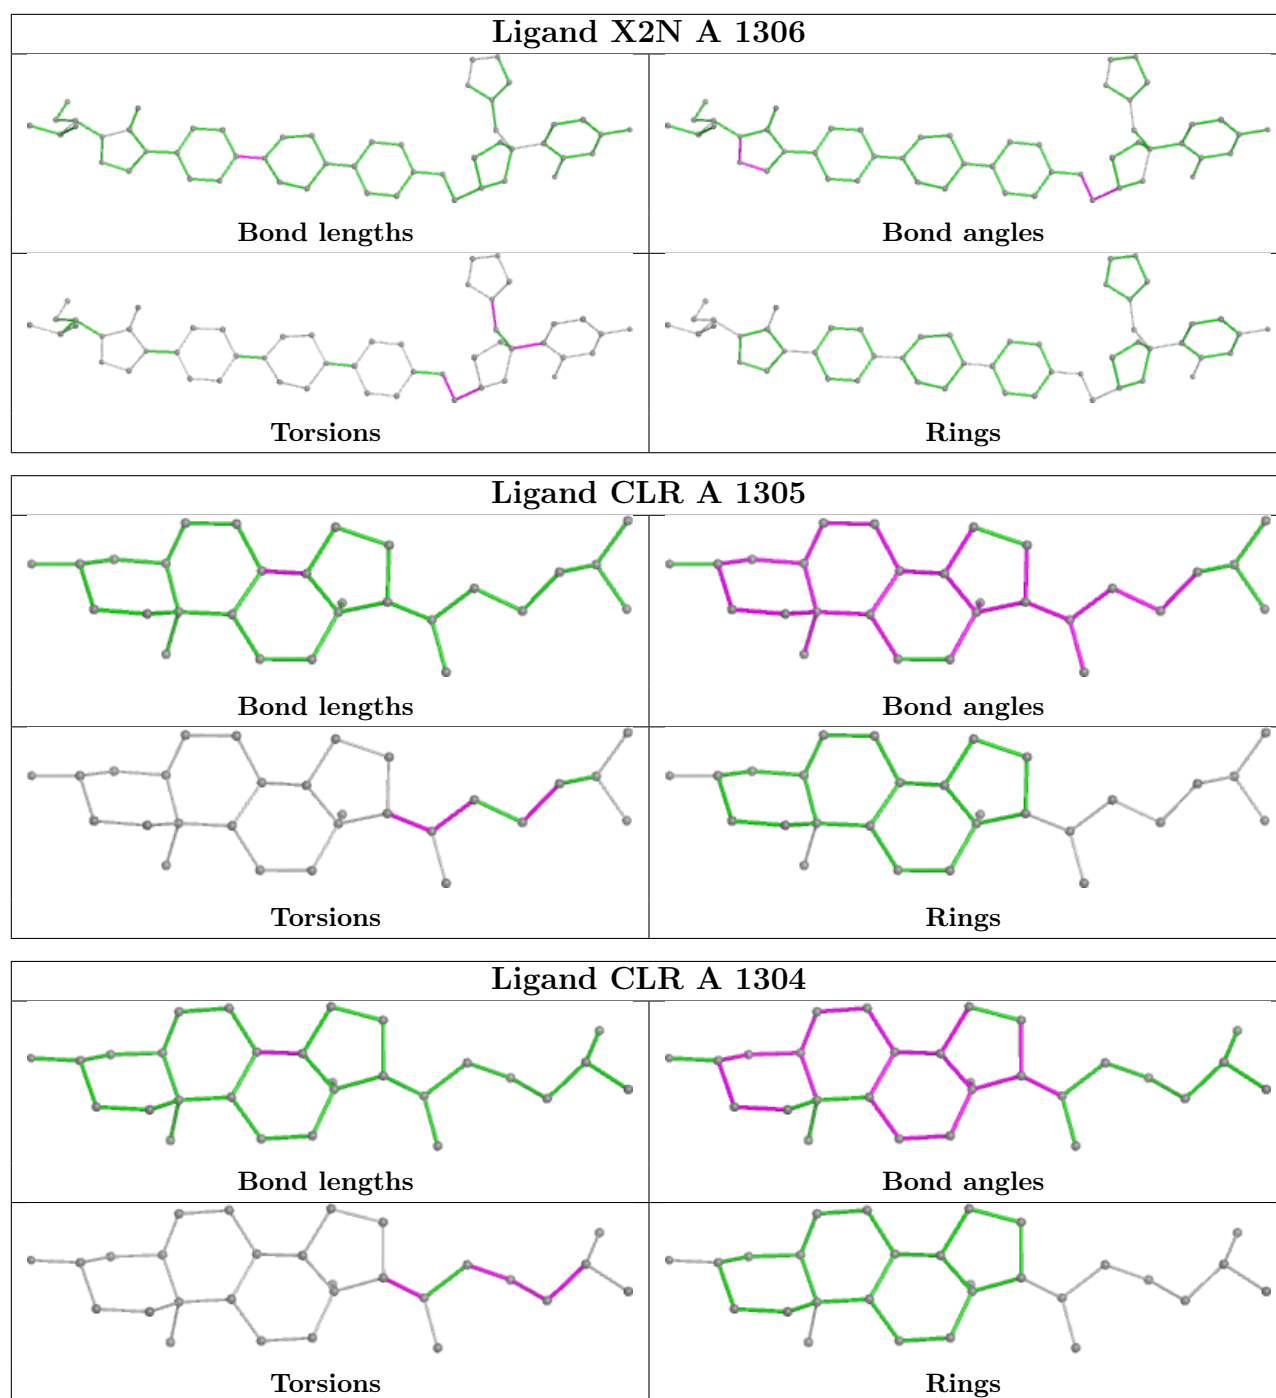 Ligand X2N A 1306
Bond lengths
Bond angles
Torsions
Rings
Ligand CLR A 1305
Bond lengths
Bond angles
Torsions
Rings
Ligand CLR A 1304
Bond lengths
Bond angles
Torsions
Rings